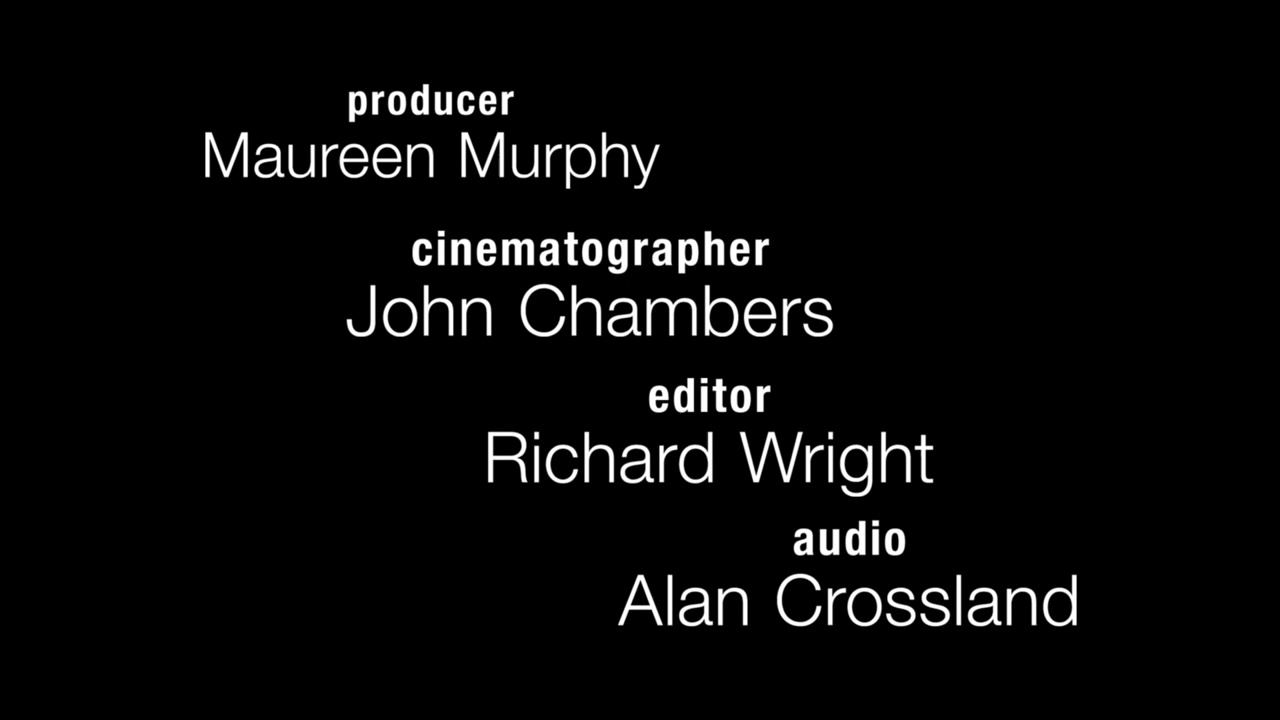 producer
Maureen Murphy
cinematographer
John Chambers
editor
Richard Wright
audio
Alan Crossland